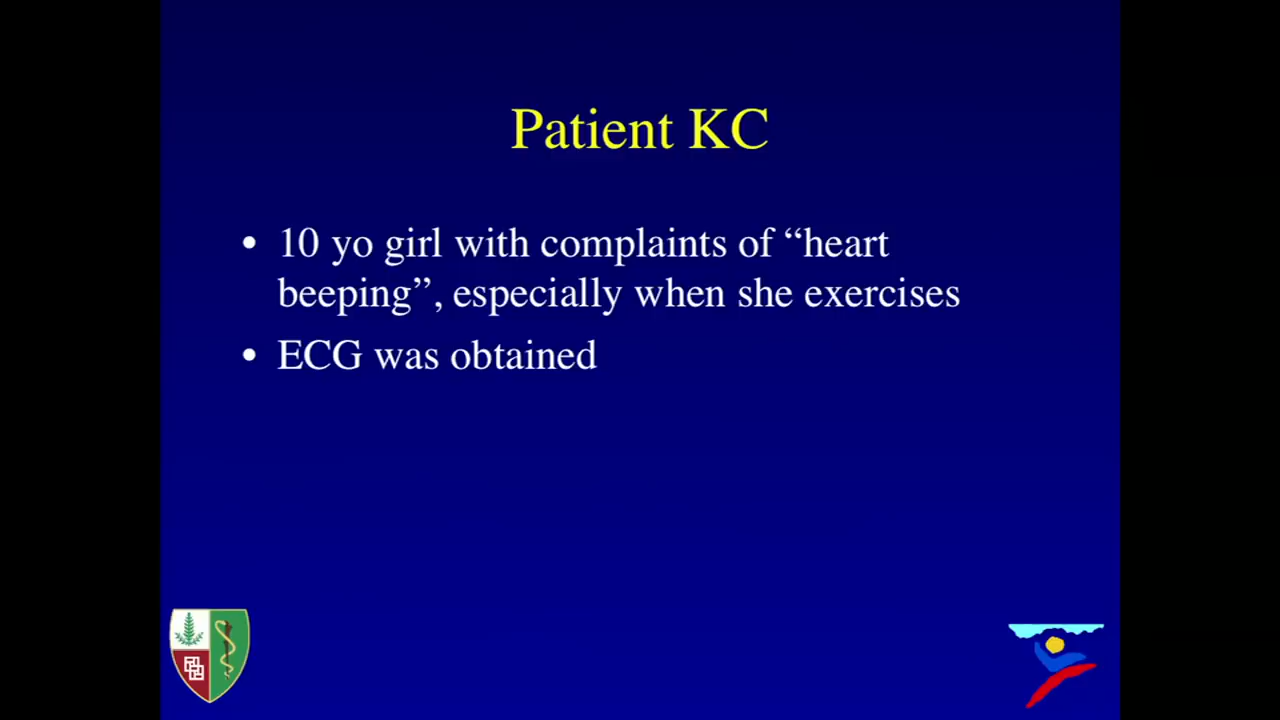 Patient KC
• 10 yo girl with complaints of “heart
beeping”, especially when she exercises
• ECG was obtained